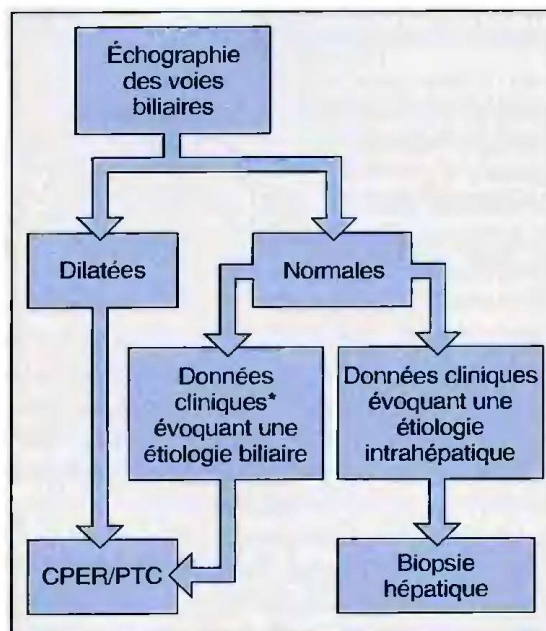 Échographie
des voies
biliaires
Dilatées
Normales
Données
cliniques*
évoquant une
étiologie biliaire
Données cliniques
évoquant une
étiologie
intrahépatique
CPER/PTC
Biopsie
hépatique